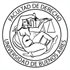 FACULTAD DE DERECHO
UNIVERSIDAD DE BUENOS AIRES